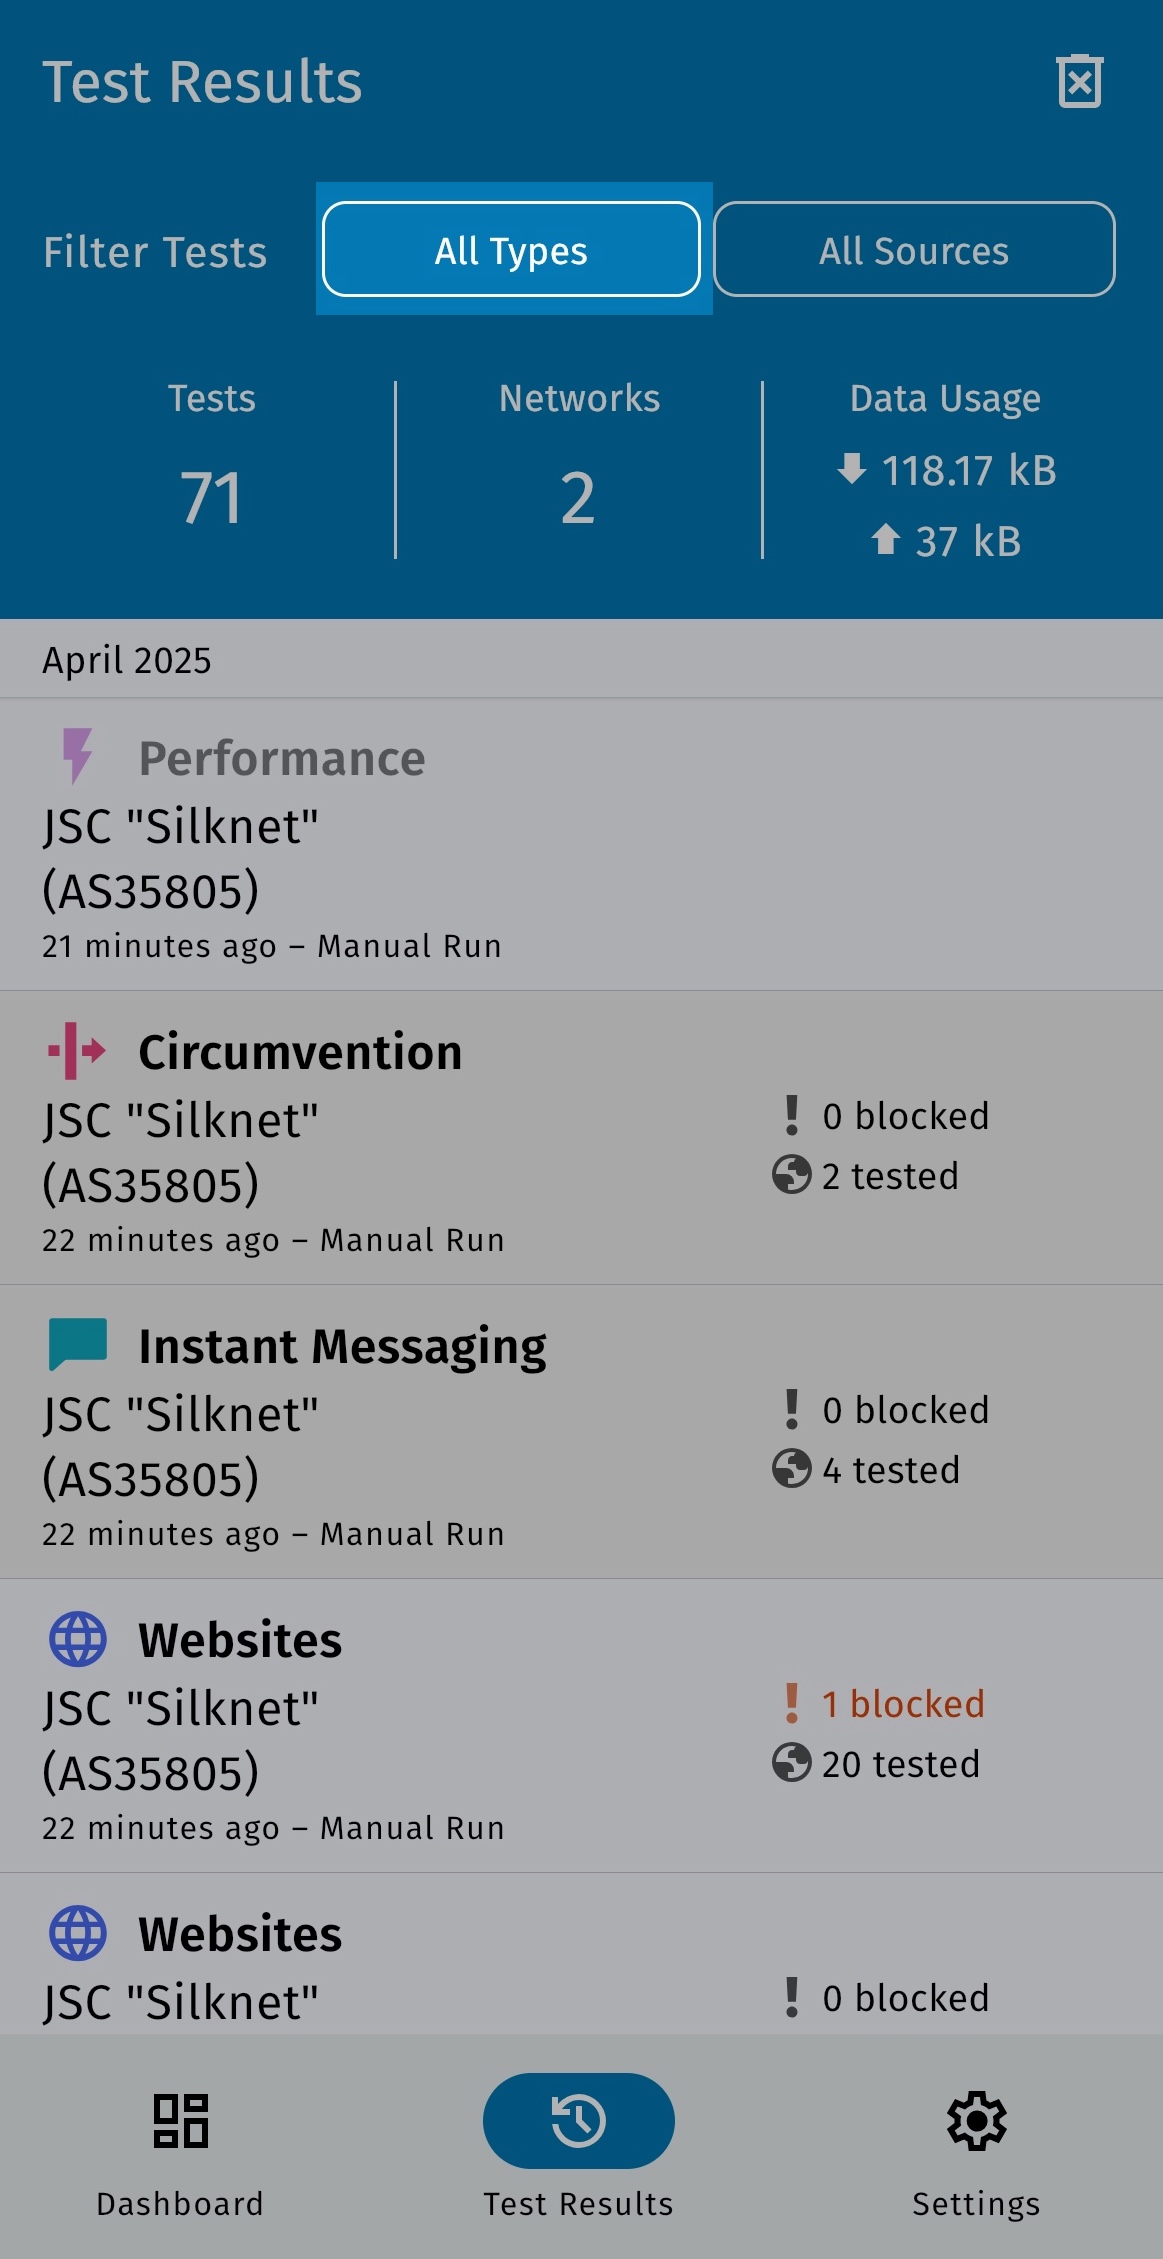 Test Results
Filter Tests
All Types
All Sources
Tests
Networks
Data Usage
71
2
118.17 kB
37 kB
April 2025
Performance
JSC "Silknet"
(AS35805)
21 minutes ago – Manual Run
Circumvention
JSC "Silknet"
(AS35805)
0 blocked
2 tested
22 minutes ago – Manual Run
Instant Messaging
JSC "Silknet"
(AS35805)
0 blocked
4 tested
22 minutes ago – Manual Run
Websites
JSC "Silknet"
(AS35805)
1 blocked
20 tested
22 minutes ago – Manual Run
Websites
JSC "Silknet"
0 blocked
Dashboard
Test Results
Settings